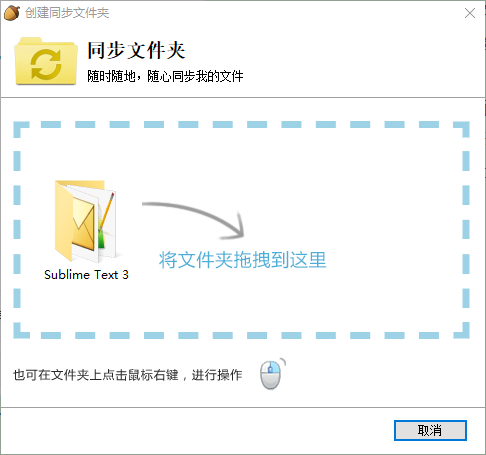 创建同步文件夹
同步文件夹
随时随地，随心同步我的文件
将文件夹拖拽到这里
Sublime Text 3
也可在文件夹上点击鼠标右键，进行操作
取消